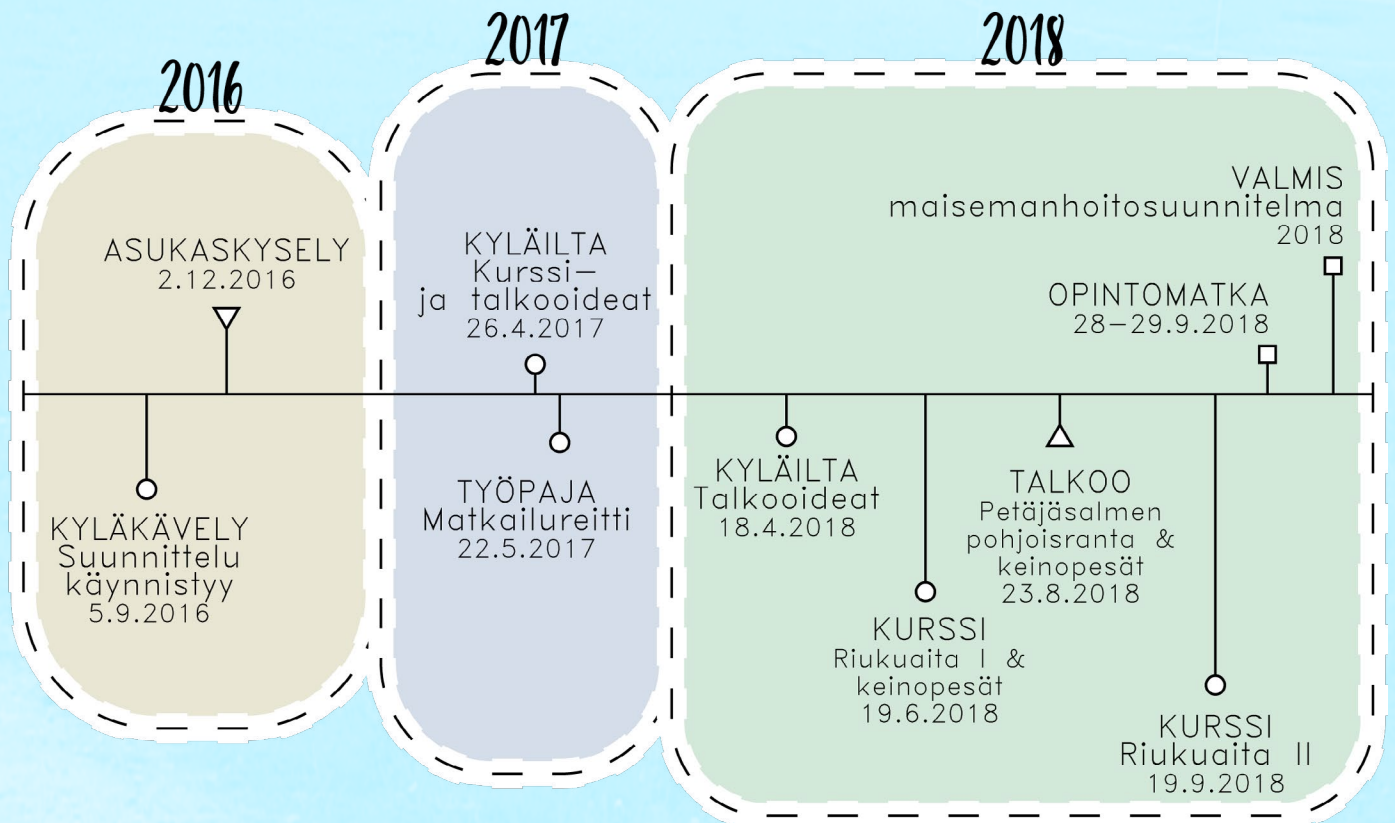 2016
ASUKASKYSELY
2.12.2016
KYLÄKÄVELY
Suunnittelu
käynnistyy
5.9.2016
2017
KYLÄILTA
Kurssi–
ja talkooideat
26.4.2017
TYÖPAJA
Matkailureitti
22.5.2017
2018
KYLÄILTA
Talkooideat
18.4.2018
KURSSI
Riukuaita I &
keinopesät
19.6.2018
TALKOO
Petäjäsalmen
pohjoisranta &
keinopesät
23.8.2018
KURSSI
Riukuaita II
19.9.2018
OPINTOMATKA
28–29.9.2018
VALMIS
maisemanhoitosuunnitelma
2018